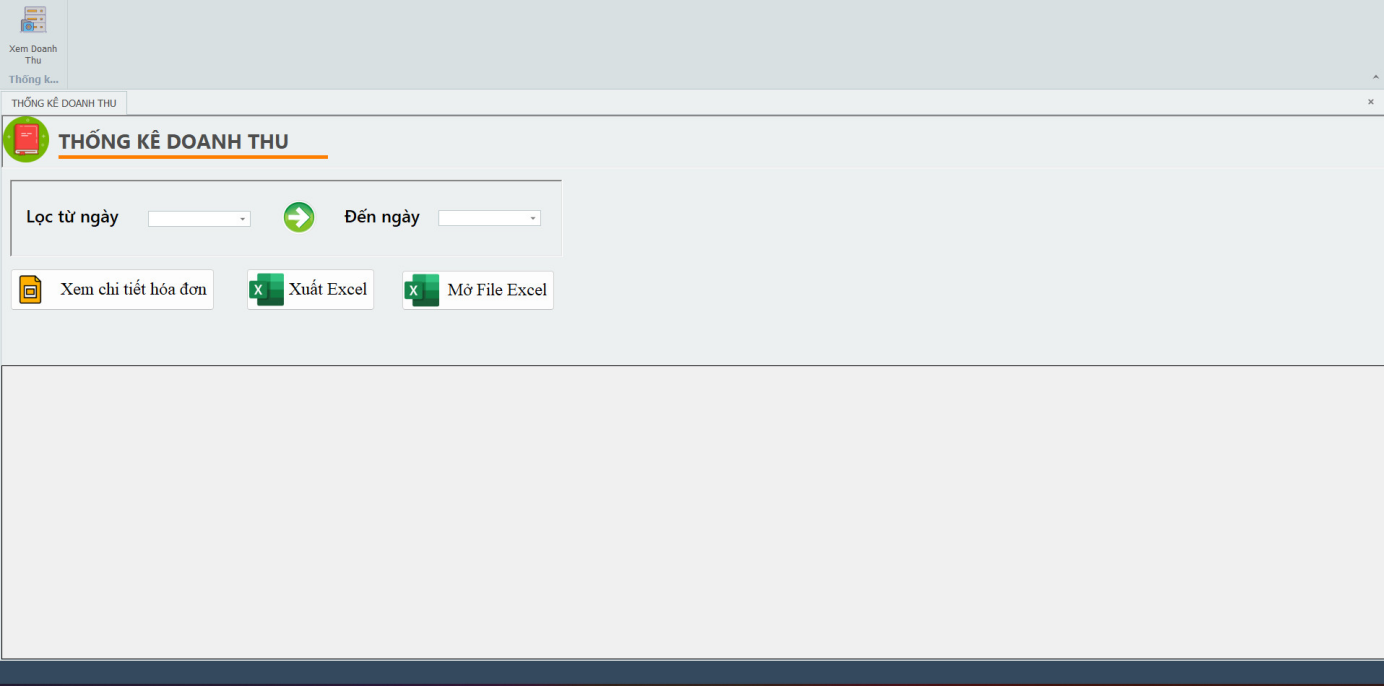 Xem Doanh
Thu
Thống k...
THỐNG KÊ DOANH THU
THỐNG KÊ DOANH THU
Lọc từ ngày
Đến ngày
Xem chi tiết hóa đơn
X Xuất Excel
X Mở File Excel